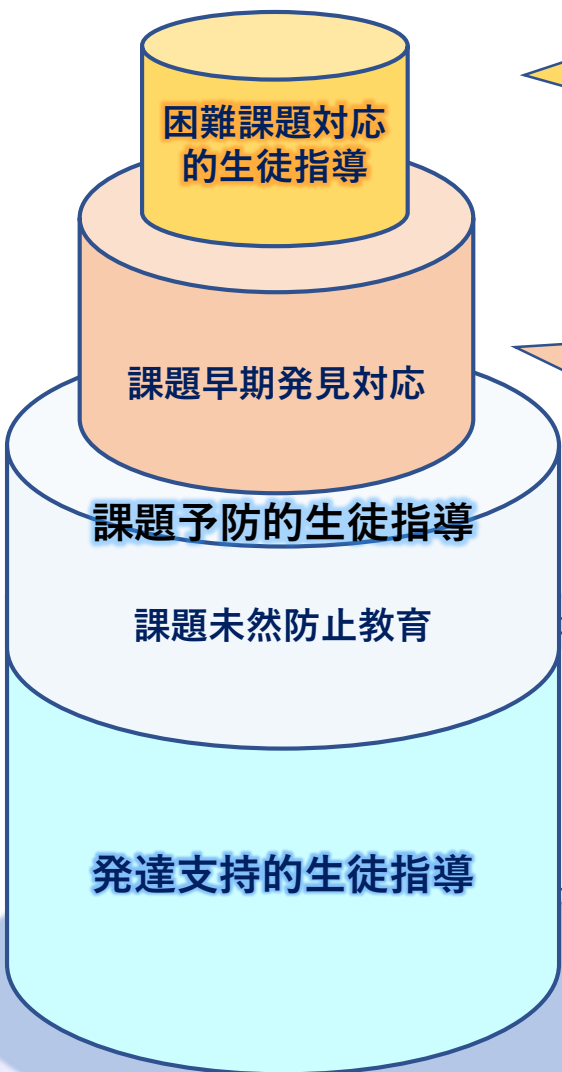 困難課題対応
的生徒指導
課題早期発見対応
課題予防的生徒指導
課題未然防止教育
発達支持的生徒指導